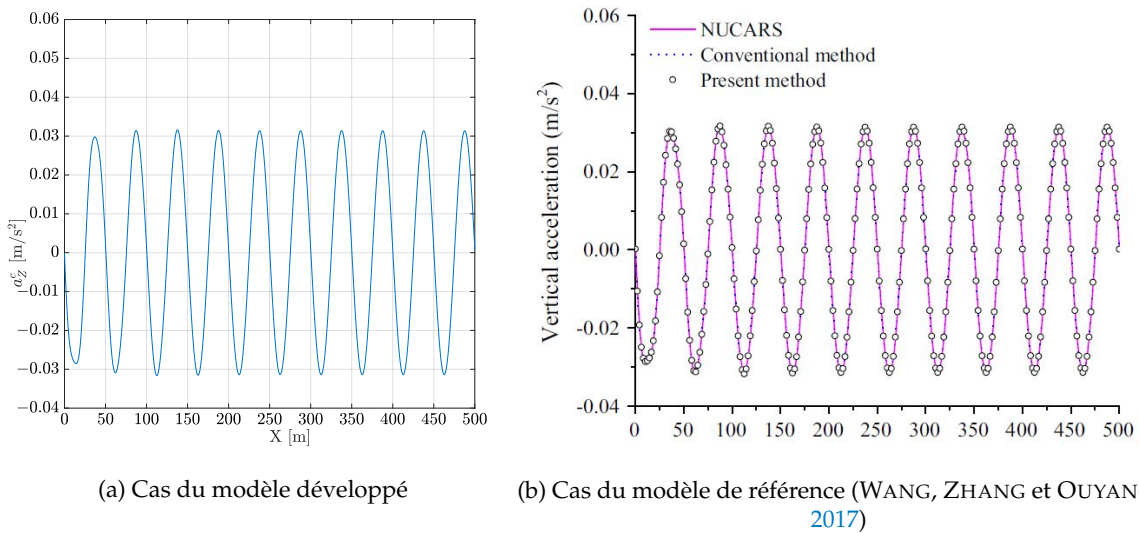 0.06
0.05
0.04
0.03
0.02
0.01
0
−0.01
−0.02
−0.03
−0.04
a_Z^c [m/s²]
0 50 100 150 200 250 300 350 400 450 500
X [m]
(a) Cas du modèle développé
0.06
0.04
0.02
0.00
-0.02
-0.04
Vertical acceleration (m/s²)
NUCARS
Conventional method
Present method
0 50 100 150 200 250 300 350 400 450 500
(b) Cas du modèle de référence (WANG, ZHANG et OUYAN
2017)